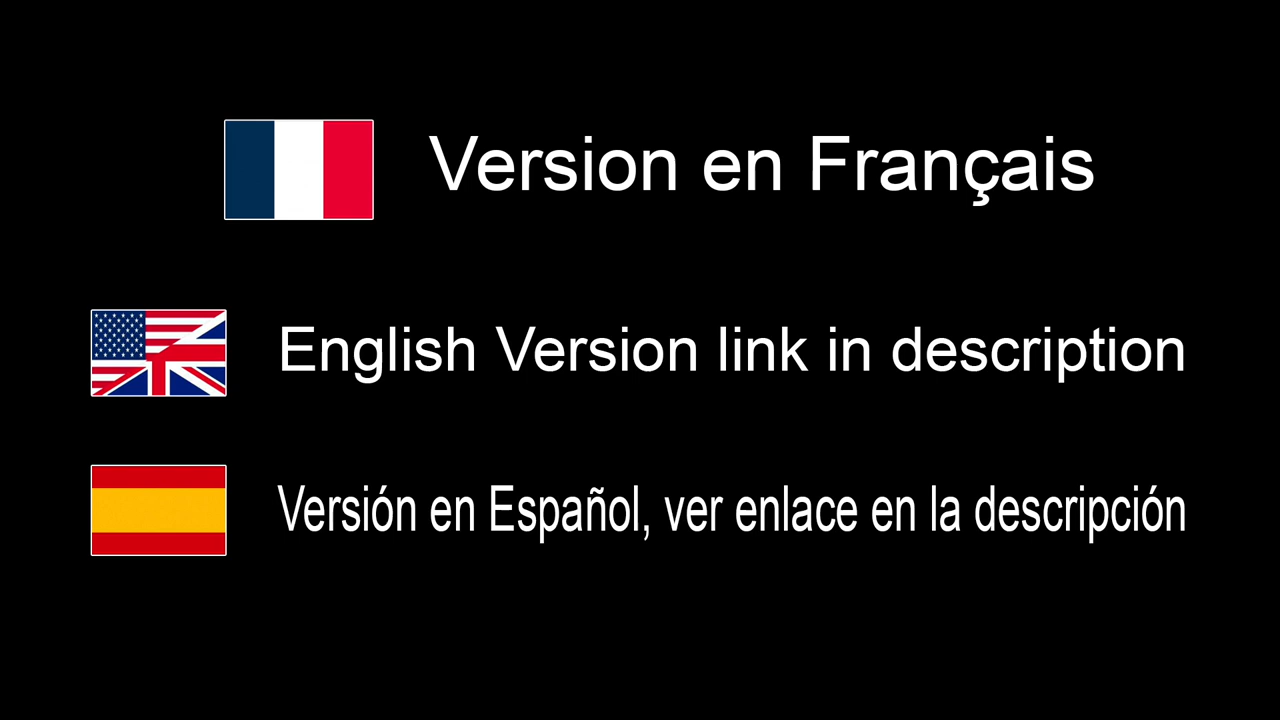 Version en Français
English Version link in description
Versión en Español, ver enlace en la descripción